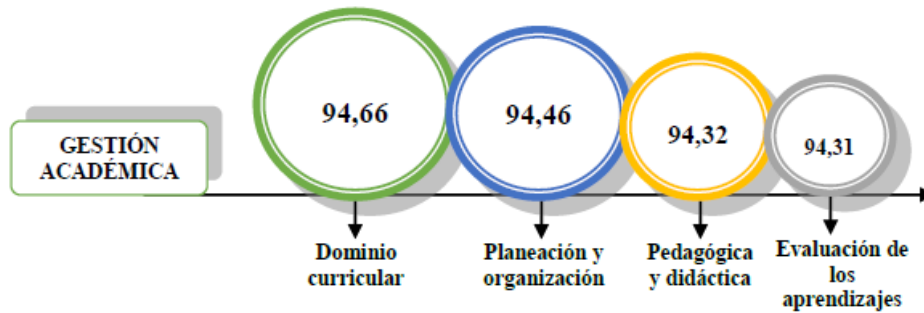 94,66
94,46
94,32
94,31
GESTIÓN
ACADÉMICA
Dominio
curricular
Planeación y
organización
Pedagógica
y didáctica
Evaluación de
los
aprendizajes